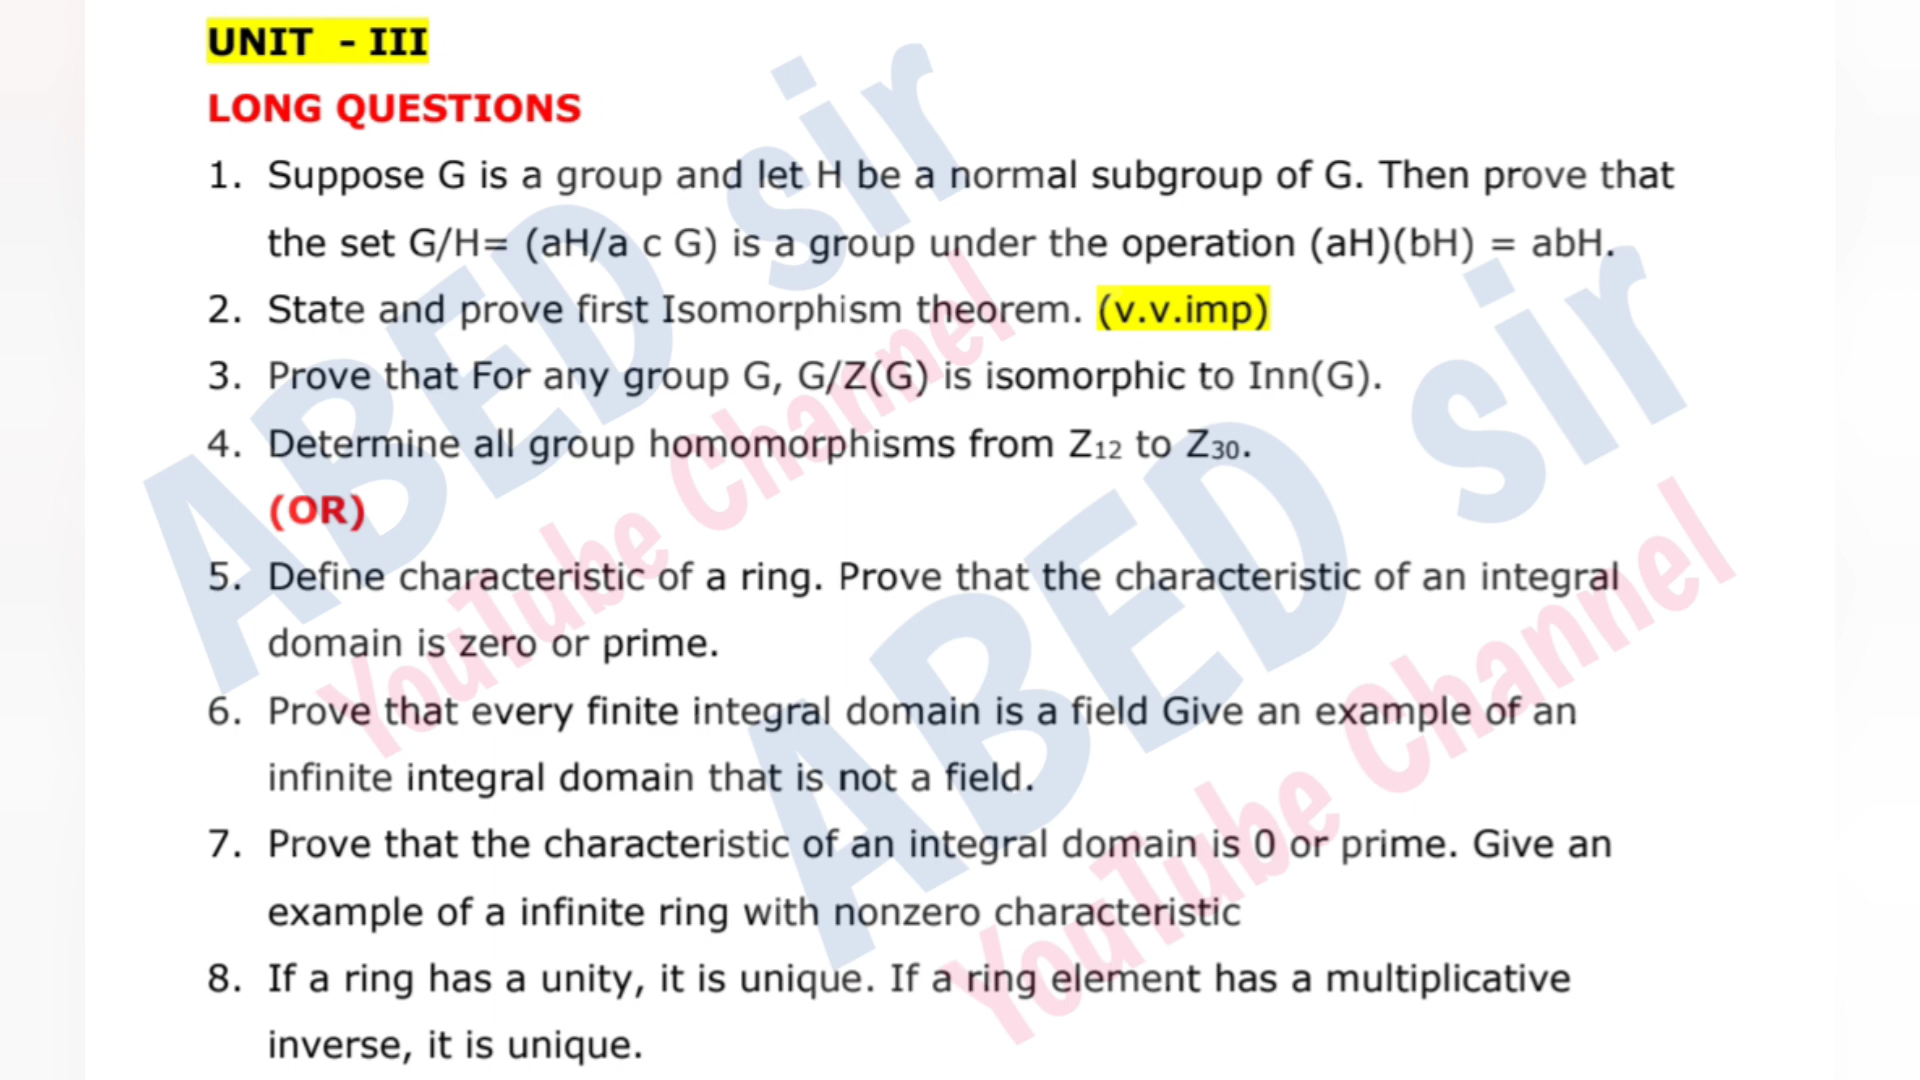 UNIT - III
LONG QUESTIONS
1. Suppose G is a group and let H be a normal subgroup of G. Then prove that
the set G/H= (aH/a c G) is a group under the operation (aH)(bH) = abH.
2. State and prove first Isomorphism theorem. (v.v.imp)
3. Prove that For any group G, G/Z(G) is isomorphic to Inn(G).
4. Determine all group homomorphisms from Z₁₂ to Z₃₀.
(OR)
5. Define characteristic of a ring. Prove that the characteristic of an integral
domain is zero or prime.
6. Prove that every finite integral domain is a field Give an example of an
infinite integral domain that is not a field.
7. Prove that the characteristic of an integral domain is 0 or prime. Give an
example of a infinite ring with nonzero characteristic
8. If a ring has a unity, it is unique. If a ring element has a multiplicative
inverse, it is unique.
ABED sir
YouTube Channel
ABED sir
YouTube Channel